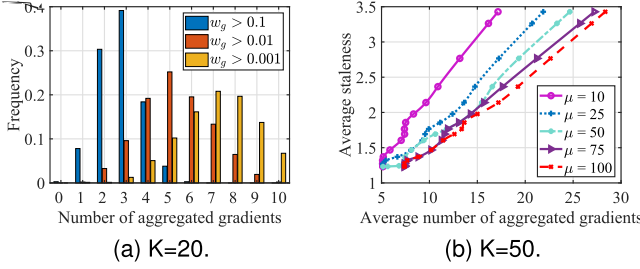 0.4
0.3
0.2
0.1
0
Frequency
w_g > 0.1
w_g > 0.01
w_g > 0.001
0 1 2 3 4 5 6 7 8 9 10
Number of aggregated gradients
(a) K=20.
3.5
3
2.5
2
1.5
1
Average staleness
μ = 10
μ = 25
μ = 50
μ = 75
μ = 100
5 10 15 20 25 30
Average number of aggregated gradients
(b) K=50.